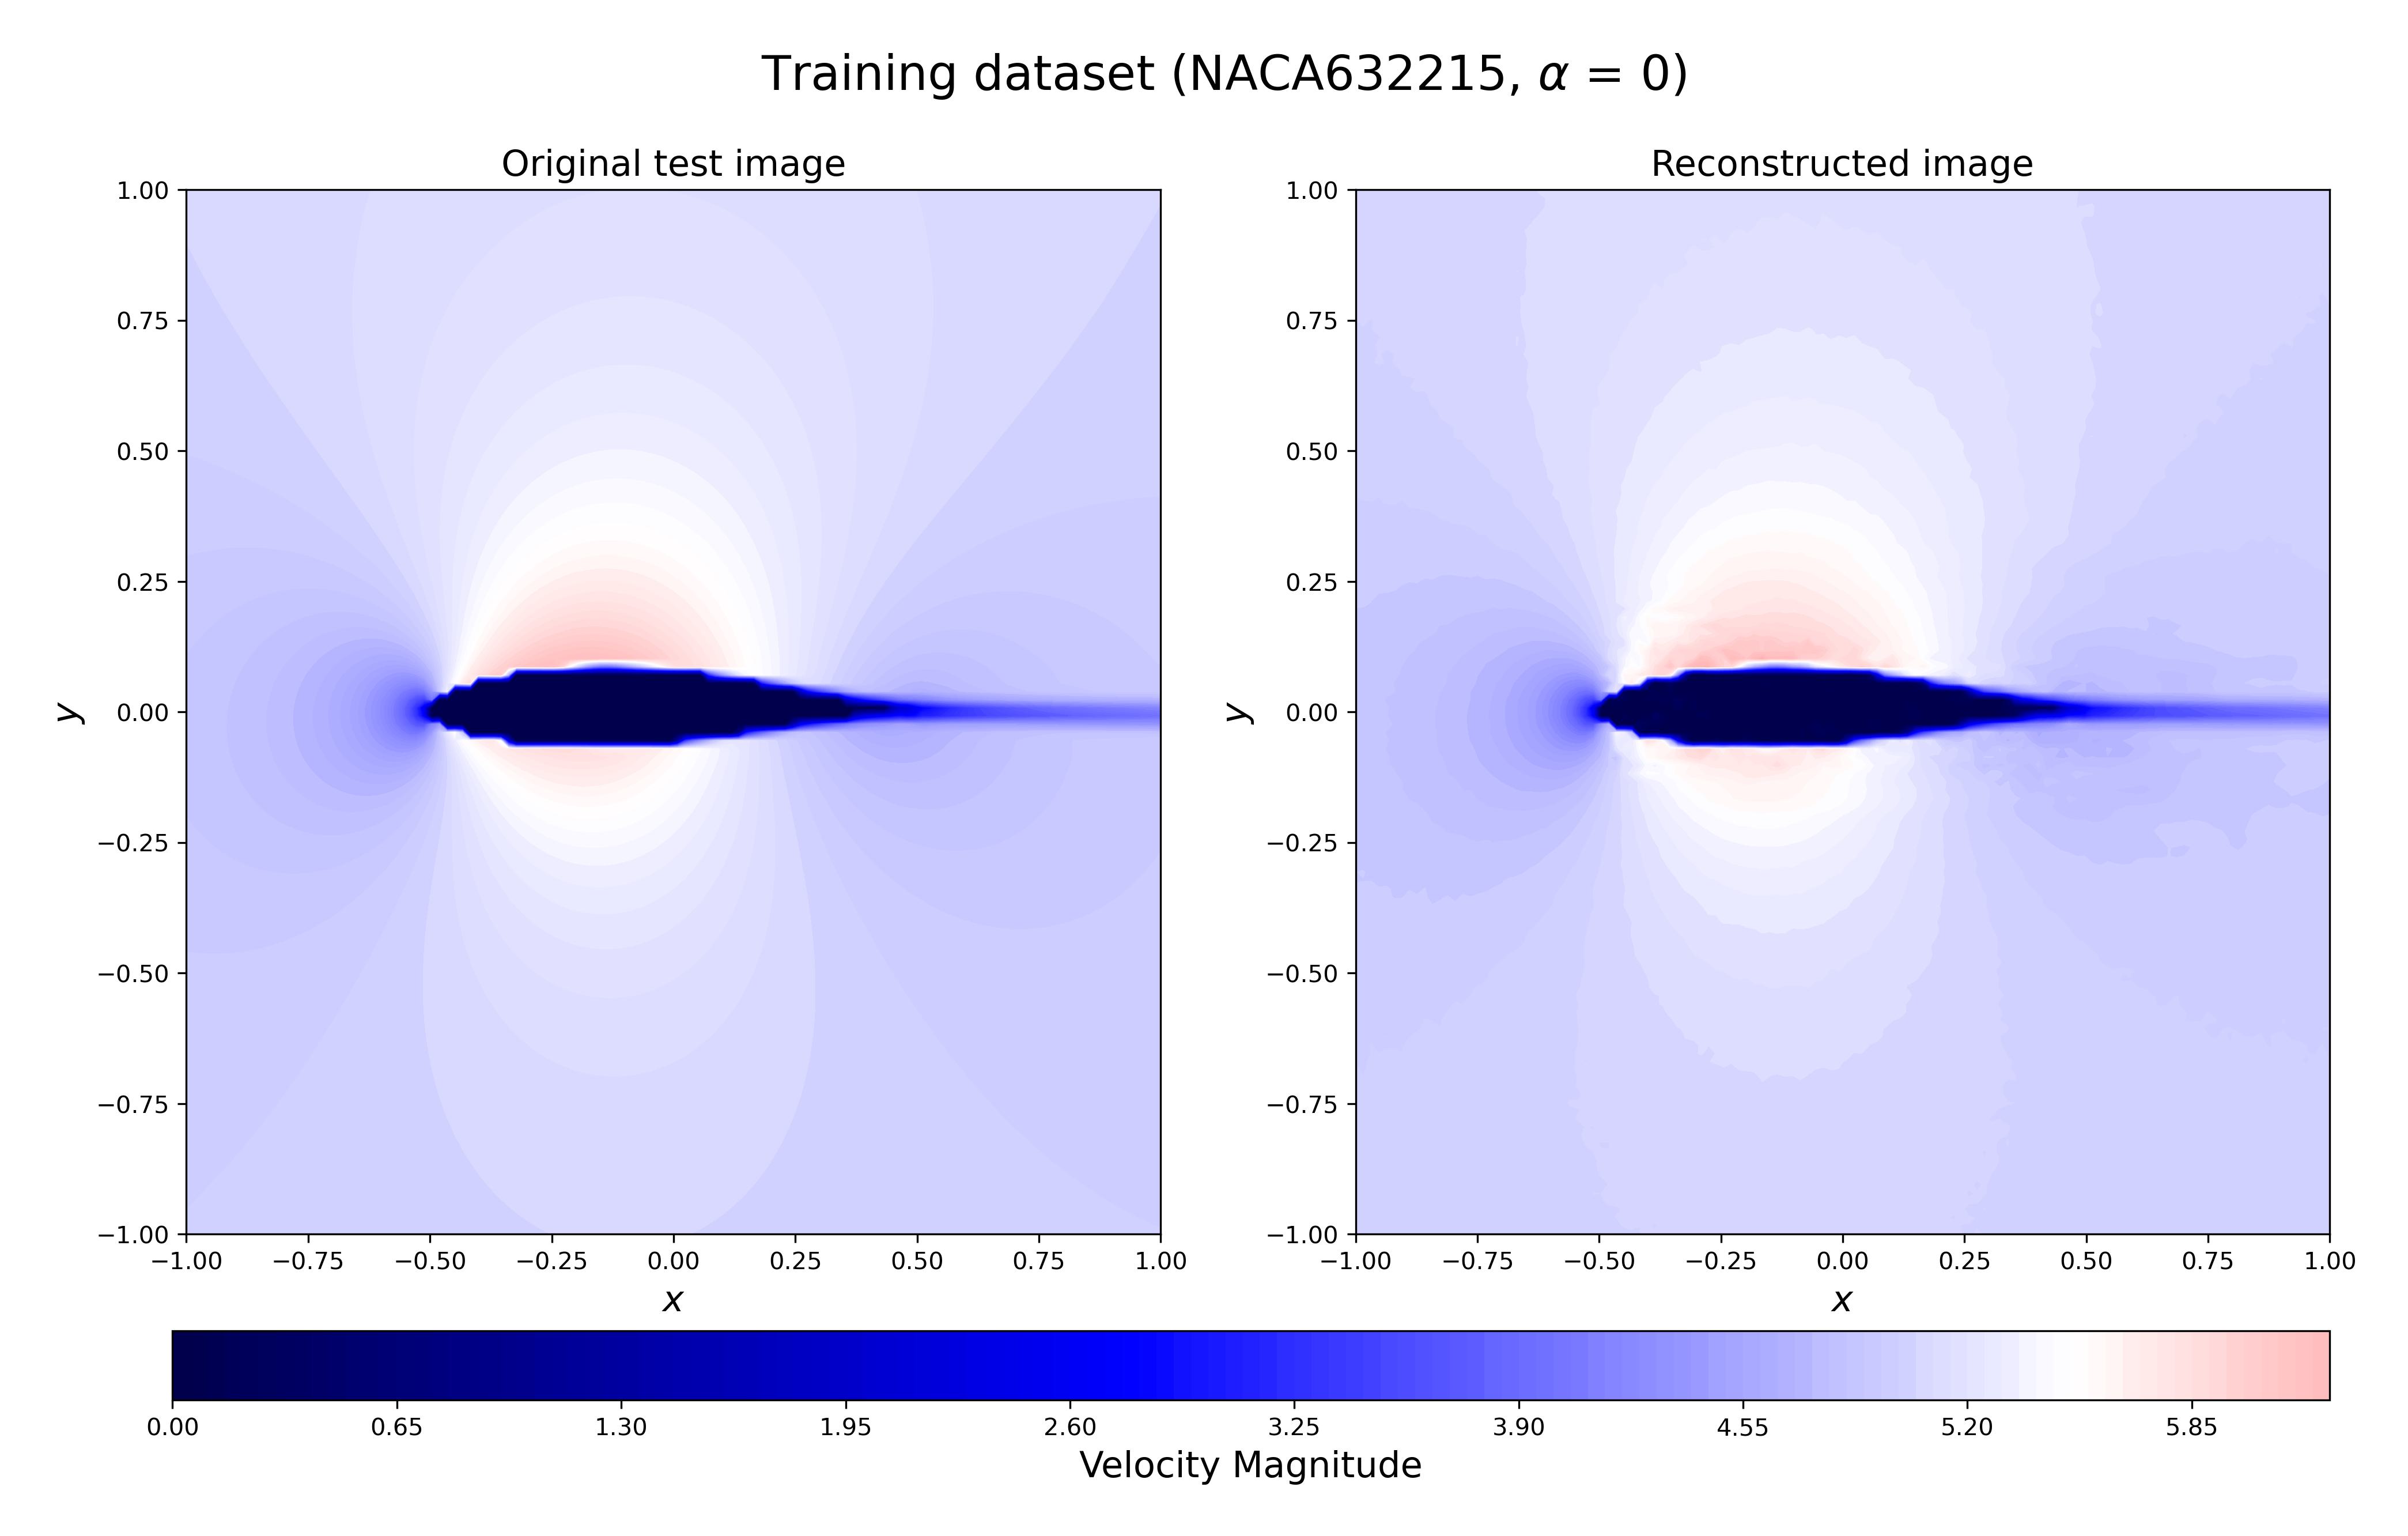 Training dataset (NACA632215, α = 0)
Original test image
1.00
0.75
0.50
0.25
0.00
−0.25
−0.50
−0.75
−1.00
y
−1.00 −0.75 −0.50 −0.25 0.00 0.25 0.50 0.75 1.00
x
Reconstructed image
1.00
0.75
0.50
0.25
0.00
−0.25
−0.50
−0.75
−1.00
y
−1.00 −0.75 −0.50 −0.25 0.00 0.25 0.50 0.75 1.00
x
0.00 0.65 1.30 1.95 2.60 3.25 3.90 4.55 5.20 5.85
Velocity Magnitude